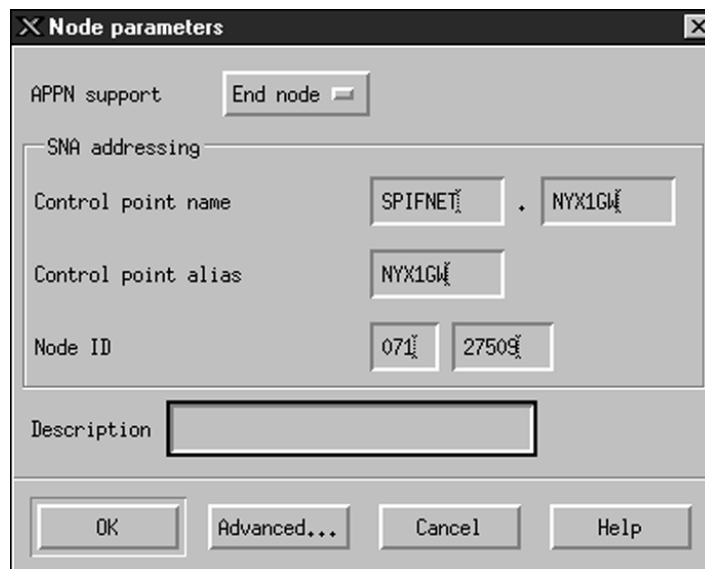 Node parameters
APPN support End node
SNA addressing
Control point name SPIFNET . NYX1GW
Control point alias NYX1GW
Node ID 071 27509
Description
OK Advanced... Cancel Help